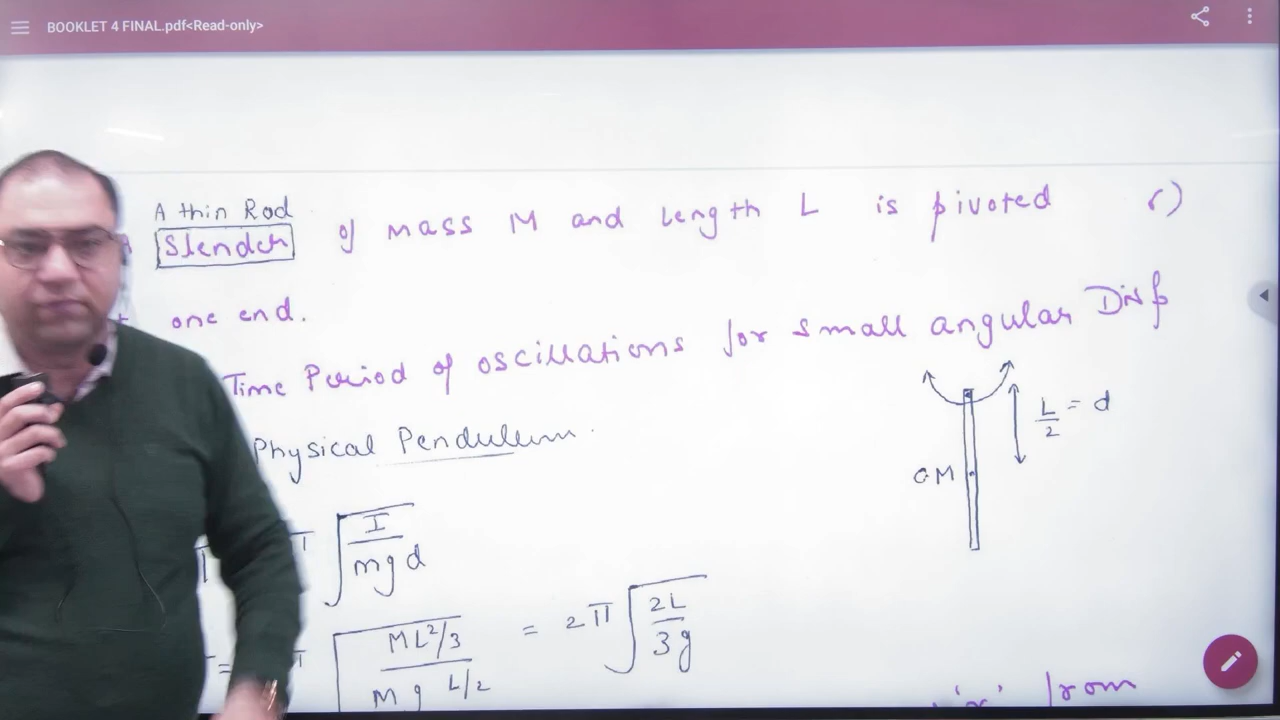 BOOKLET 4 FINAL.pdf<Read-only>
A thin Rod
Slender of mass M and length L is pivoted
one end.
Time Period of oscillations for small angular Disp
Physical Pendulum.
L/2 = d
CM
√(I/mgd)
√((ML²/3)/(Mg L/2)) = 2π√(2L/3g)
'x' from